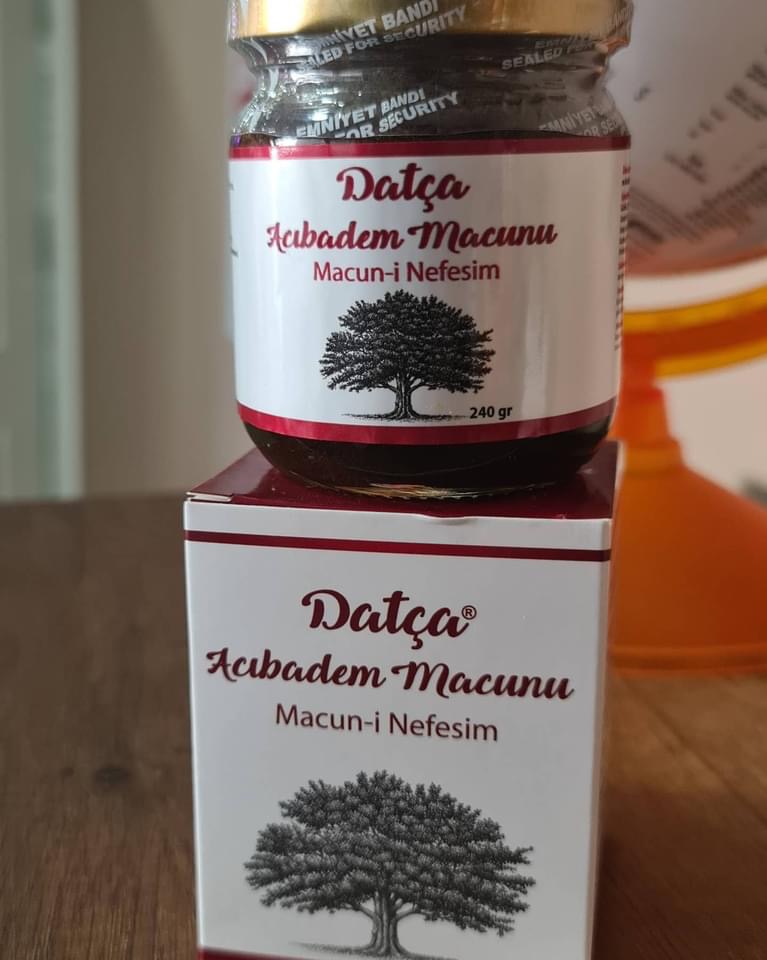 EMNİYET BANDI
SEALED FOR SECURITY
SEALED FOR
EMNİYET BANDI
FOR SECURITY
Datça
Acıbadem Macunu
Macun-i Nefesim
240 gr
Datça®
Acıbadem Macunu
Macun-i Nefesim